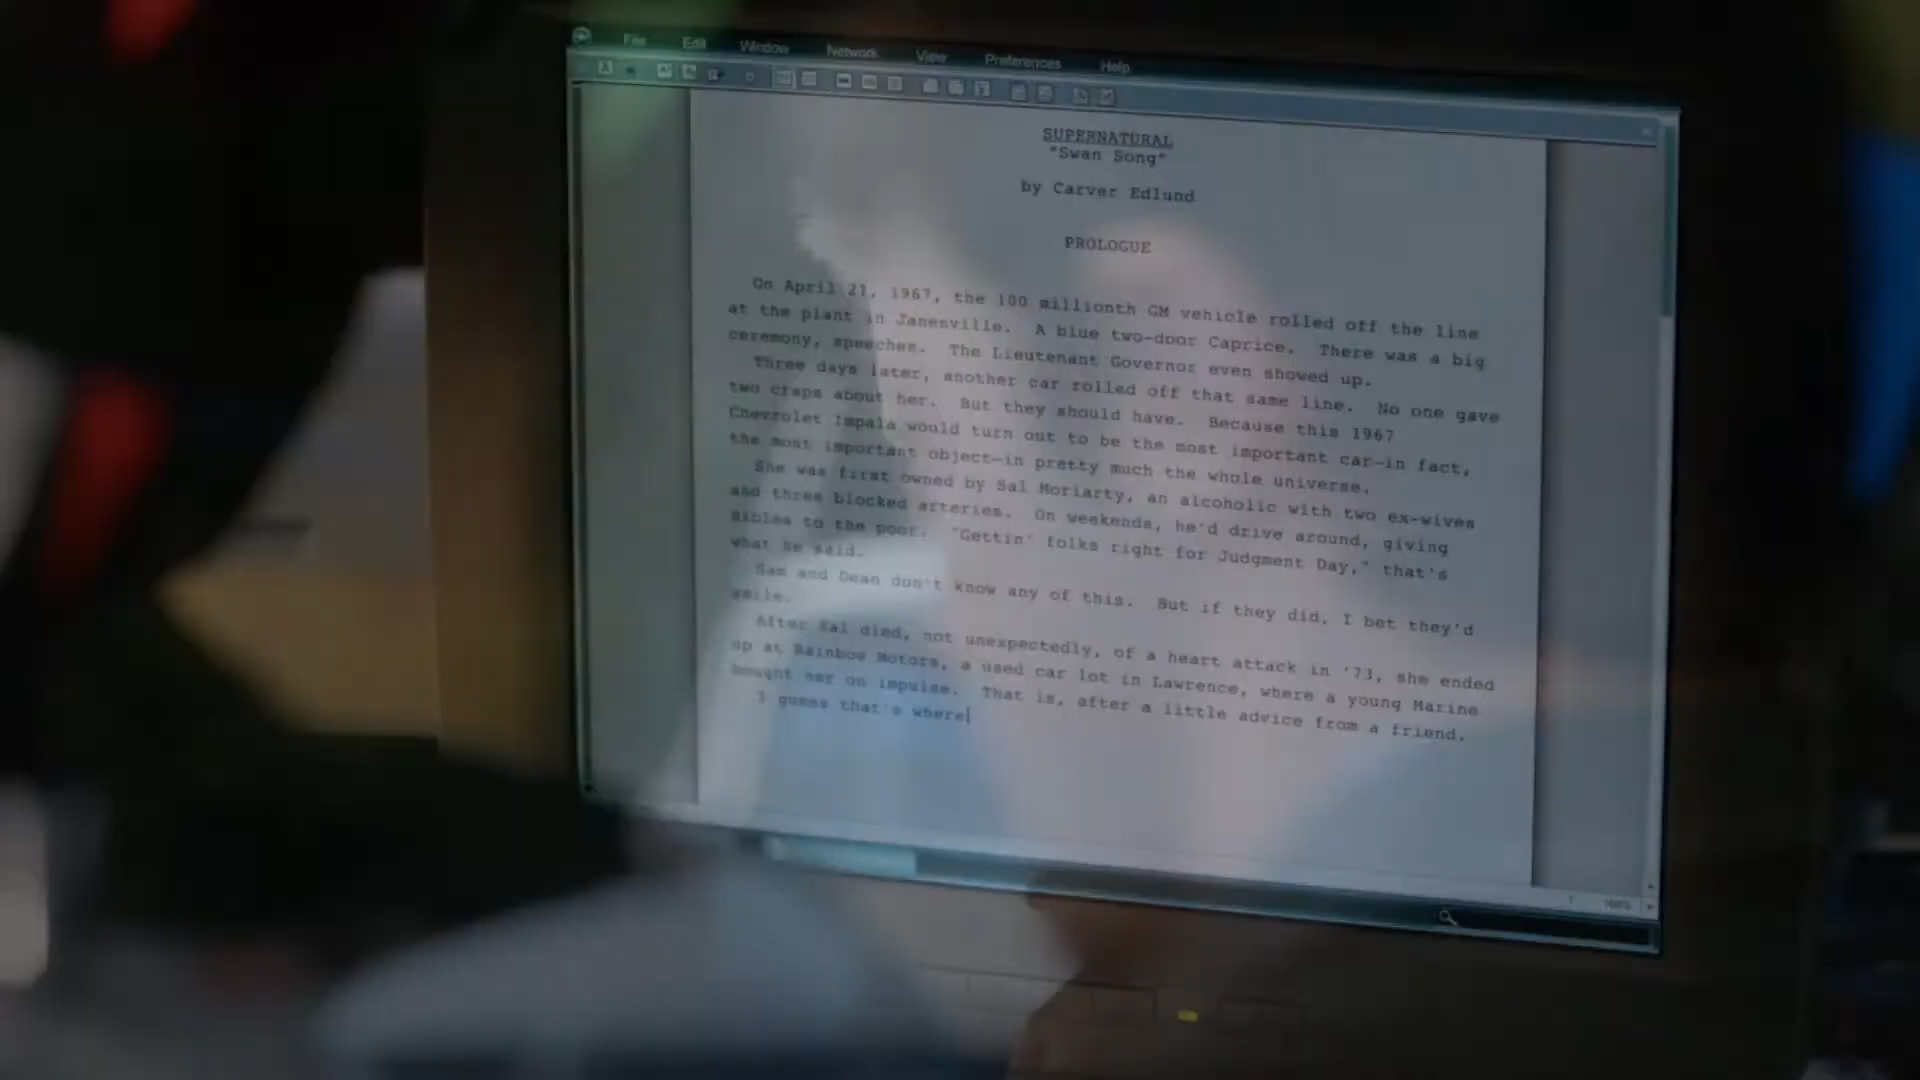 File Edit Window Network View Preferences Help
SUPERNATURAL
"Swan Song"
by Carver Edlund
PROLOGUE
On April 21, 1967, the 100 millionth GM vehicle rolled off the line
at the plant in Janesville. A blue two-door Caprice. There was a big
ceremony, speeches. The Lieutenant Governor even showed up.
Three days later, another car rolled off that same line. No one gave
two craps about her. But they should have. Because this 1967
Chevrolet Impala would turn out to be the most important car—in fact,
the most important object—in pretty much the whole universe.
She was first owned by Sal Moriarty, an alcoholic with two ex-wives
and three blocked arteries. On weekends, he'd drive around, giving
Bibles to the poor. "Gettin' folks right for Judgment Day," that's
what he said.
Sam and Dean don't know any of this. But if they did, I bet they'd
smile.
After Sal died, not unexpectedly, of a heart attack in '73, she ended
up at Rainbow Motors, a used car lot in Lawrence, where a young Marine
bought her on impulse. That is, after a little advice from a friend.
I guess that's where